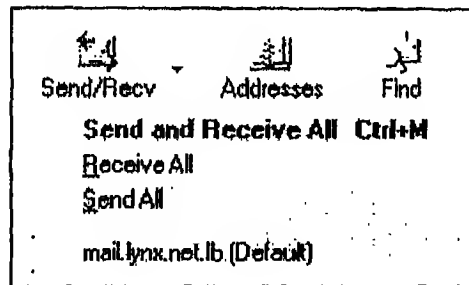 Send/Recv Addresses Find
Send and Receive All Ctrl+M
Receive All
Send All
mail.lynx.net.lb (Default)